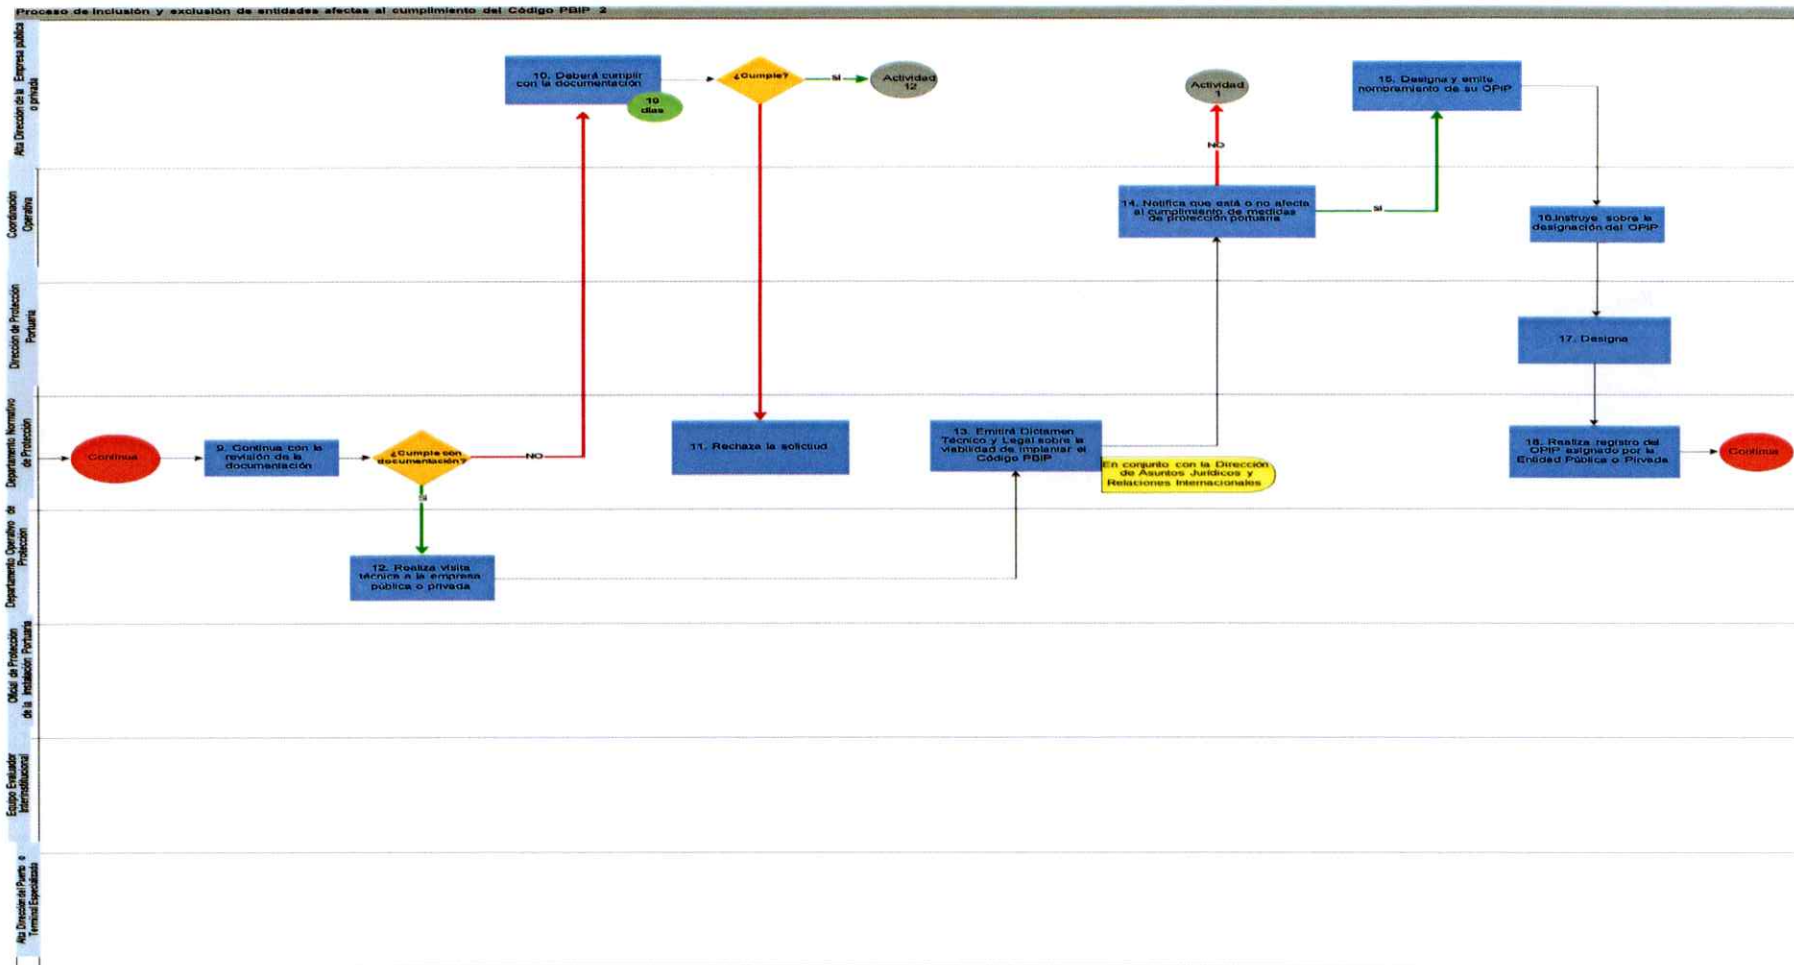 Proceso de inclusión y exclusión de entidades afectas al cumplimiento del Código PBIP 2
Alta Dirección de la Empresa pública
o privada
10. Deberá cumplir
con la documentación
10
días
¿Cumple?
SI
Actividad
12
Actividad
1
NO
15. Designa y emite
nombramiento de su OPIP
Coordinación
Operativa
14. Notifica que está o no afecta
al cumplimiento de medidas
de protección portuaria
SI
16.Instruye sobre la
designación del OPIP
Dirección de Protección
Portuaria
17. Designa
Departamento Normativo
de Protección
Continua
9. Continua con la
revisión de la
documentación
¿Cumple con
documentación?
NO
SI
11. Rechaza la solictiud
13. Emitirá Dictamen
Técnico y Legal sobre la
viabilidad de implantar el
Código PBIP
En conjunto con la Dirección
de Asuntos Jurídicos y
Relaciones Internacionales
18. Realiza registro del
OPIP asignado por la
Entidad Pública o Pirvada
Continua
Departamento Operativo de
Protección
12. Realiza visita
técnica a la empresa
pública o privada
Oficial de Protección
de la Instalación Portuaria
Equipo Evaluador
Interinstitucional
Alta Dirección del Puerto o
Terminal Especializada